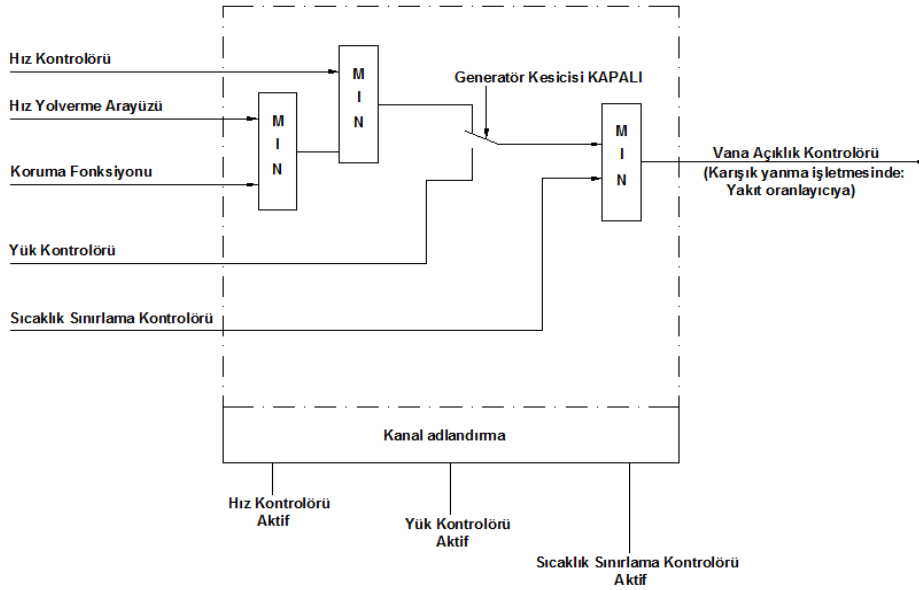 Hız Kontrolörü
Hız Yolverme Arayüzü
Koruma Fonksiyonu
Yük Kontrolörü
Sıcaklık Sınırlama Kontrolörü
M
I
N
M
I
N
Generatör Kesicisi KAPALI
M
I
N
Vana Açıklık Kontrolörü
(Karışık yanma işletmesinde:
Yakıt oranlayıcıya)
Kanal adlandırma
Hız Kontrolörü
Aktif
Yük Kontrolörü
Aktif
Sıcaklık Sınırlama Kontrolörü
Aktif